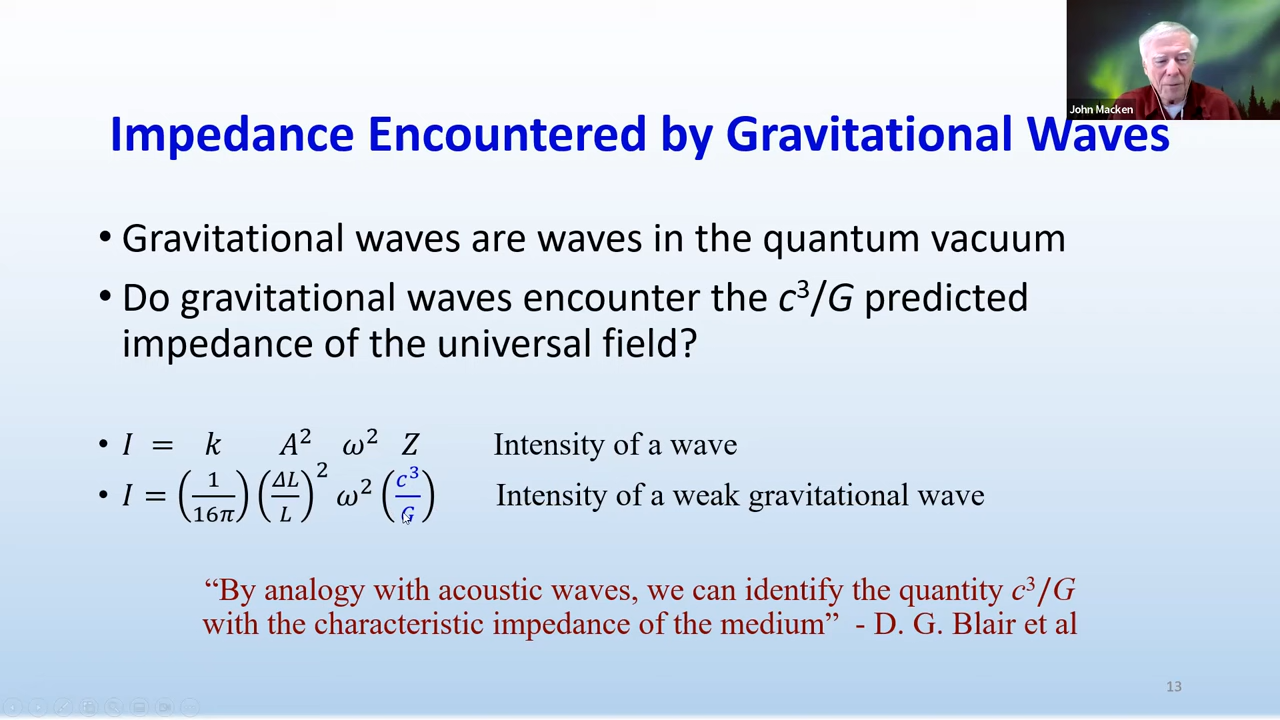 John Macken
Impedance Encountered by Gravitational Waves
• Gravitational waves are waves in the quantum vacuum
• Do gravitational waves encounter the c³/G predicted
impedance of the universal field?
• I = k A² ω² Z Intensity of a wave
• I = (1/16π) (ΔL/L)² ω² (c³/G) Intensity of a weak gravitational wave
“By analogy with acoustic waves, we can identify the quantity c³/G
with the characteristic impedance of the medium” - D. G. Blair et al
13